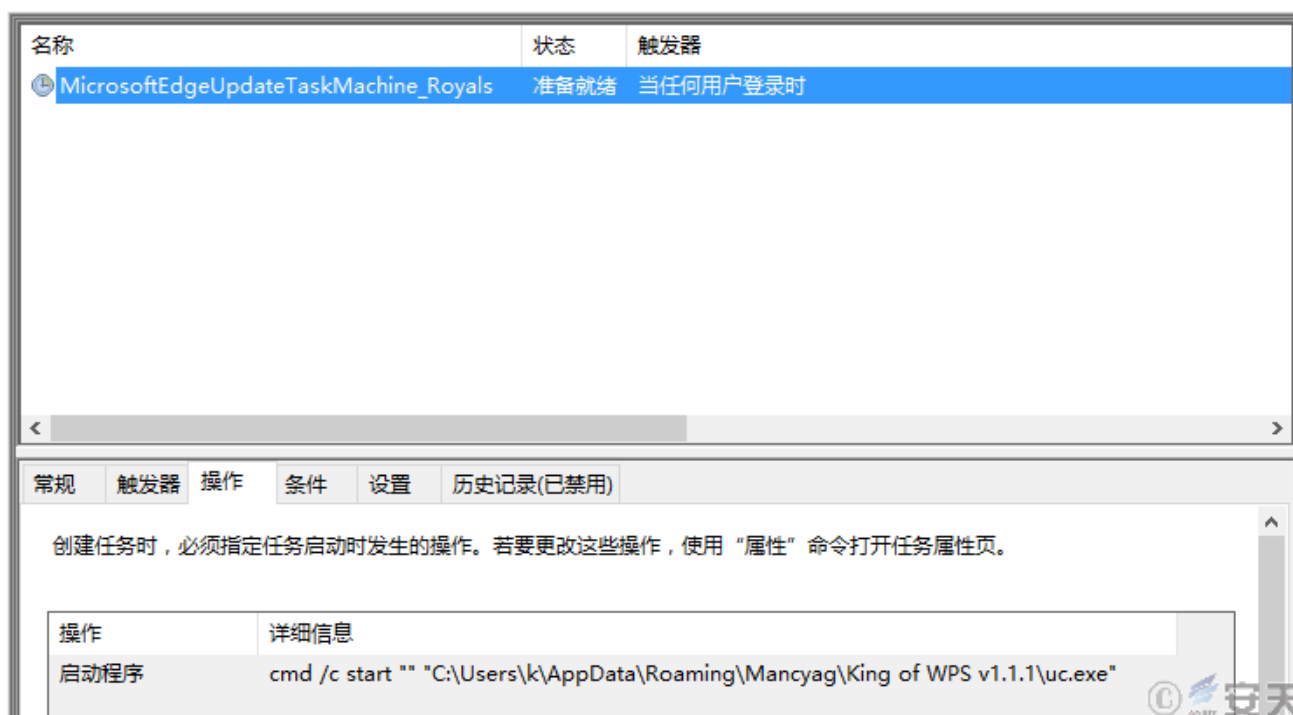 名称 状态 触发器
MicrosoftEdgeUpdateTaskMachine_Royals 准备就绪 当任何用户登录时
常规 触发器 操作 条件 设置 历史记录(已禁用)
创建任务时，必须指定任务启动时发生的操作。若要更改这些操作，使用“属性”命令打开任务属性页。
操作 详细信息
启动程序 cmd /c start "" "C:\Users\k\AppData\Roaming\Mancyag\King of WPS v1.1.1\uc.exe"
©安天